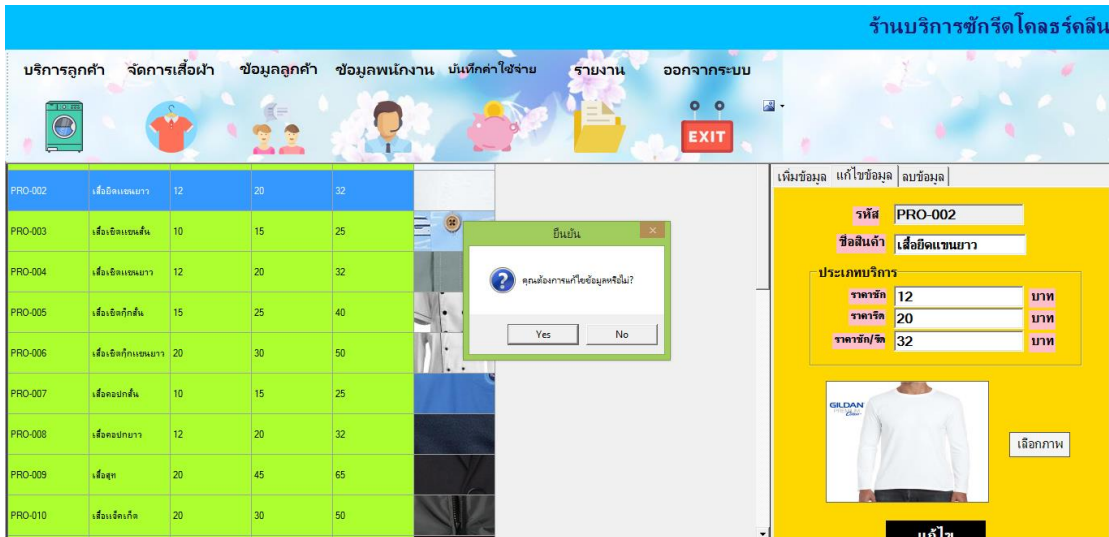 ร้านบริการซักรีดโคลธร์คลีน
บริการลูกค้า จัดการเสื้อผ้า ข้อมูลลูกค้า ข้อมูลพนักงาน บันทึกค่าใช้จ่าย รายงาน ออกจากระบบ
EXIT
เพิ่มข้อมูล แก้ไขข้อมูล ลบข้อมูล
PRO-002 เสื้อยืดแขนยาว 12 20 32
PRO-003 เสื้อเชิตแขนสั้น 10 15 25
PRO-004 เสื้อเชิตแขนยาว 12 20 32
PRO-005 เสื้อเชิตกุ๊กสั้น 15 25 40
PRO-006 เสื้อเชิตกุ๊กแขนยาว 20 30 50
PRO-007 เสื้อคอปกสั้น 10 15 25
PRO-008 เสื้อคอปกยาว 12 20 32
PRO-009 เสื้อสูท 20 45 65
PRO-010 เสื้อแจ็คเก็ต 20 30 50
ยืนยัน
คุณต้องการแก้ไขข้อมูลหรือไม่?
Yes No
รหัส PRO-002
ชื่อสินค้า เสื้อยืดแขนยาว
ประเภทบริการ
ราคาซัก 12 บาท
ราคารีด 20 บาท
ราคาซัก/รีด 32 บาท
GILDAN
เลือกภาพ
แก้ไข